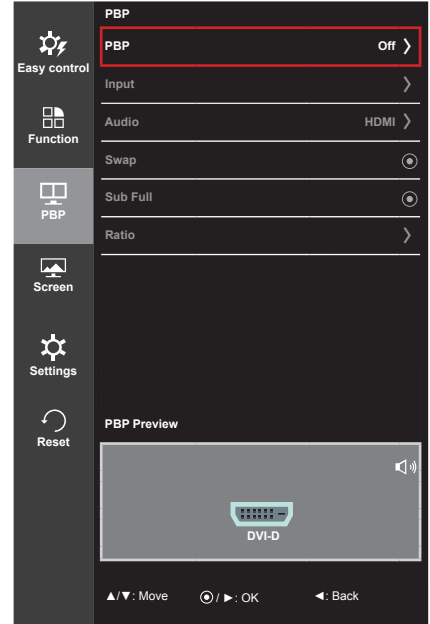 Easy control
Function
PBP
Screen
Settings
Reset
PBP
PBP Off
Input
Audio HDMI
Swap
Sub Full
Ratio
PBP Preview
DVI-D
▲/▼: Move ◉/ ►: OK ◄: Back